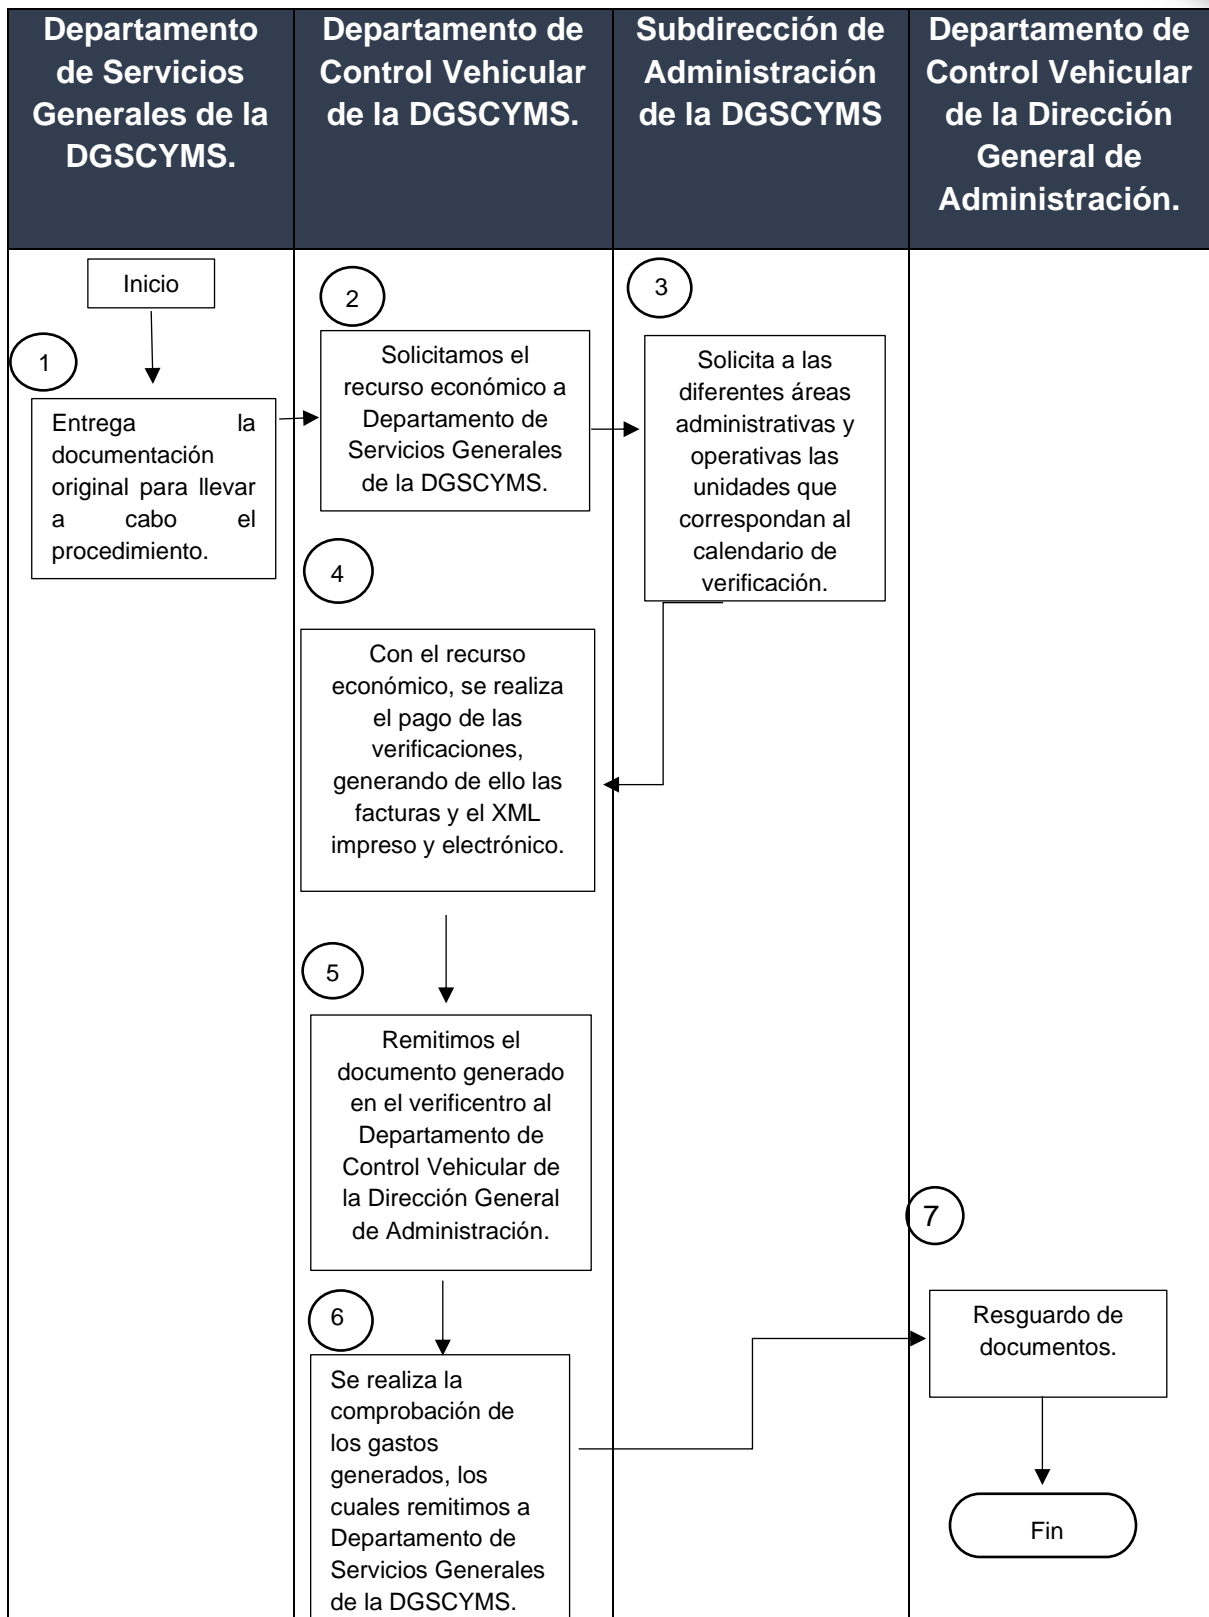 Departamento
de Servicios
Generales de la
DGSCYMS.
Departamento de
Control Vehicular
de la DGSCYMS.
Subdirección de
Administración
de la DGSCYMS
Departamento de
Control Vehicular
de la Dirección
General de
Administración.
Inicio
1
Entrega la
documentación
original para llevar
a cabo el
procedimiento.
2
Solicitamos el
recurso económico a
Departamento de
Servicios Generales
de la DGSCYMS.
3
Solicita a las
diferentes áreas
administrativas y
operativas las
unidades que
correspondan al
calendario de
verificación.
4
Con el recurso
económico, se realiza
el pago de las
verificaciones,
generando de ello las
facturas y el XML
impreso y electrónico.
5
Remitimos el
documento generado
en el verificentro al
Departamento de
Control Vehicular de
la Dirección General
de Administración.
6
Se realiza la
comprobación de
los gastos
generados, los
cuales remitimos a
Departamento de
Servicios Generales
de la DGSCYMS.
7
Resguardo de
documentos.
Fin